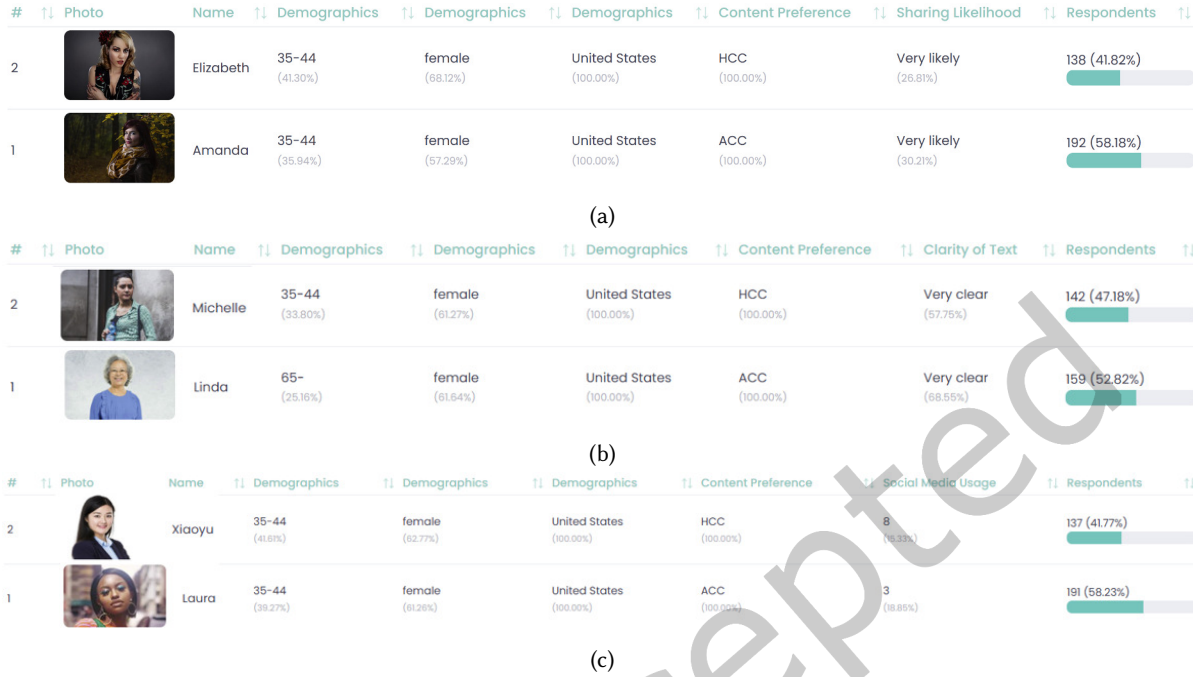 # ↑↓ Photo Name ↑↓ Demographics ↑↓ Demographics ↑↓ Demographics ↑↓ Content Preference ↑↓ Sharing Likelihood ↑↓ Respondents ↑↓
2 Elizabeth 35-44 female United States HCC Very likely 138 (41.82%)
(41.30%) (68.12%) (100.00%) (100.00%) (26.81%)
1 Amanda 35-44 female United States ACC Very likely 192 (58.18%)
(35.94%) (57.29%) (100.00%) (100.00%) (30.21%)
(a)
# ↑↓ Photo Name ↑↓ Demographics ↑↓ Demographics ↑↓ Demographics ↑↓ Content Preference ↑↓ Clarity of Text ↑↓ Respondents ↑↓
2 Michelle 35-44 female United States HCC Very clear 142 (47.18%)
(33.80%) (61.27%) (100.00%) (100.00%) (57.75%)
1 Linda 65- female United States ACC Very clear 159 (52.82%)
(25.16%) (61.64%) (100.00%) (100.00%) (68.55%)
(b)
# ↑↓ Photo Name ↑↓ Demographics ↑↓ Demographics ↑↓ Demographics ↑↓ Content Preference ↑↓ Social Media Usage ↑↓ Respondents ↑↓
2 Xiaoyu 35-44 female United States HCC 8 137 (41.77%)
(41.61%) (62.77%) (100.00%) (100.00%) (15.33%)
1 Laura 35-44 female United States ACC 3 191 (58.23%)
(39.27%) (61.26%) (100.00%) (100.00%) (18.85%)
(c)
epted